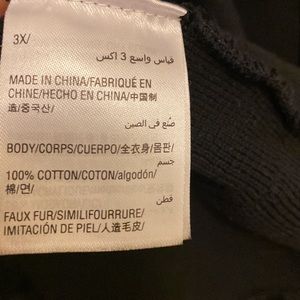 3X/
قياس واسع 3 اكس
MADE IN CHINA/FABRIQUÉ EN
CHINE/HECHO EN CHINA/中国制
造/중국산/
صُنع في الصين
BODY/CORPS/CUERPO/全衣身/몸판/
جسم
100% COTTON/COTON/algodón/
棉/면/
قطن
FAUX FUR/SIMILIFOURRURE/
IMITACIÓN DE PIEL/人造毛皮/